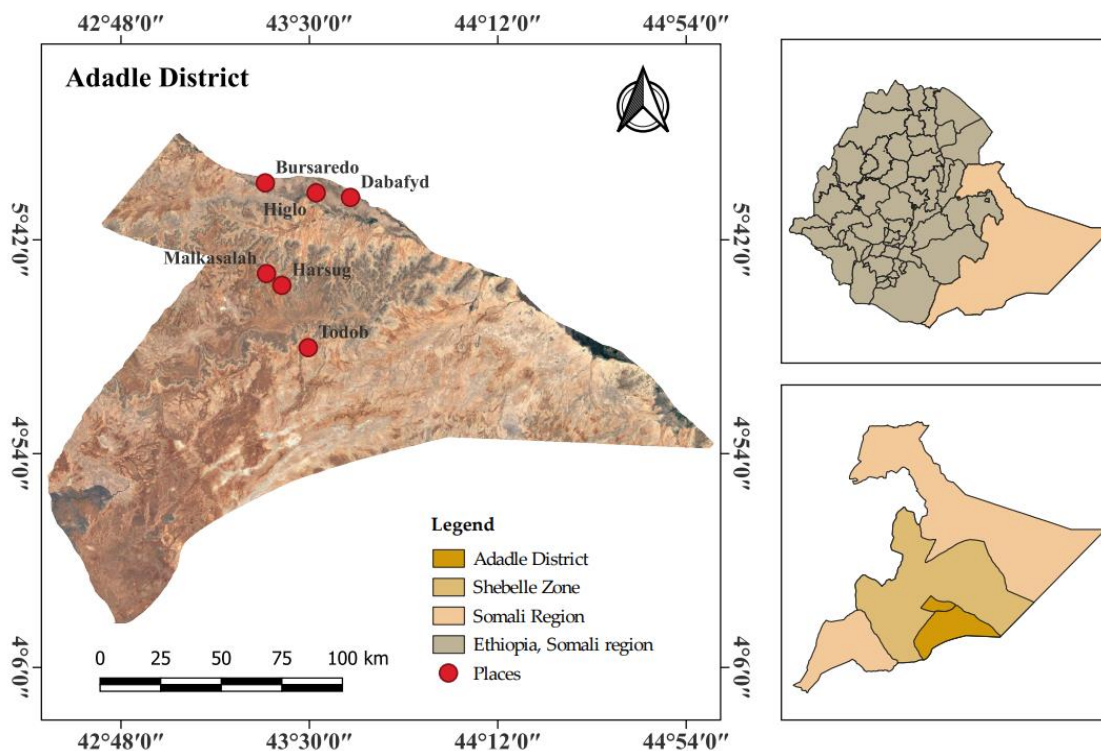 42°48′0″ 43°30′0″ 44°12′0″ 44°54′0″
Adadle District
Bursaredo
Dabafyd
Higlo
5°42′0″ 5°42′0″
Malkasalah
Harsug
Todob
4°54′0″ 4°54′0″
Legend
Adadle District
Shebelle Zone
Somali Region
Ethiopia, Somali region
Places
0 25 50 75 100 km
4°6′0″ 4°6′0″
42°48′0″ 43°30′0″ 44°12′0″ 44°54′0″